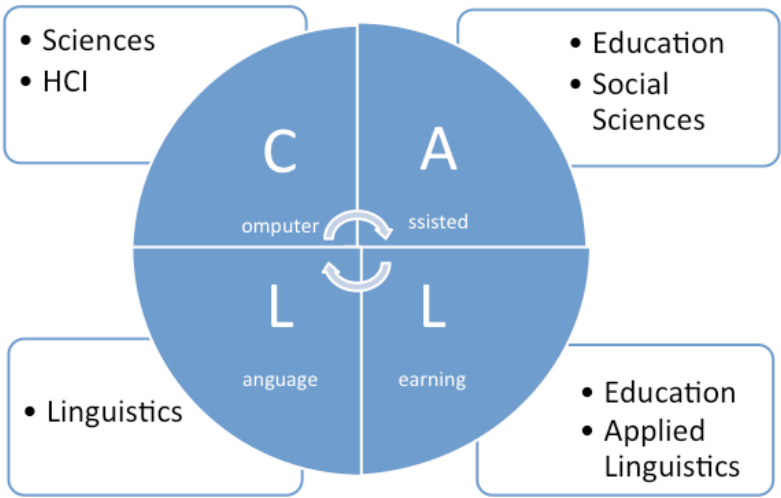 • Sciences
• HCI
• Education
• Social
Sciences
C
omputer
A
ssisted
L
anguage
L
earning
• Linguistics
• Education
• Applied
Linguistics